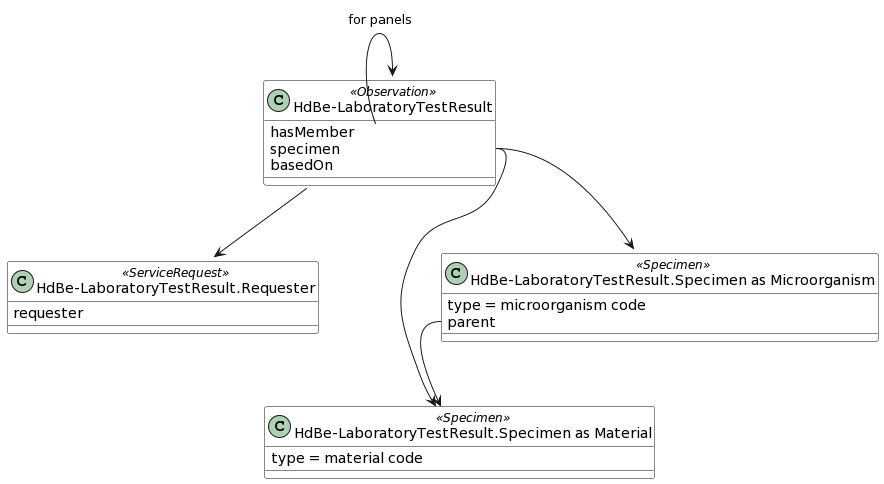 for panels
C
«Observation»
HdBe-LaboratoryTestResult
hasMember
specimen
basedOn
C
«ServiceRequest»
HdBe-LaboratoryTestResult.Requester
requester
C
«Specimen»
HdBe-LaboratoryTestResult.Specimen as Microorganism
type = microorganism code
parent
C
«Specimen»
HdBe-LaboratoryTestResult.Specimen as Material
type = material code